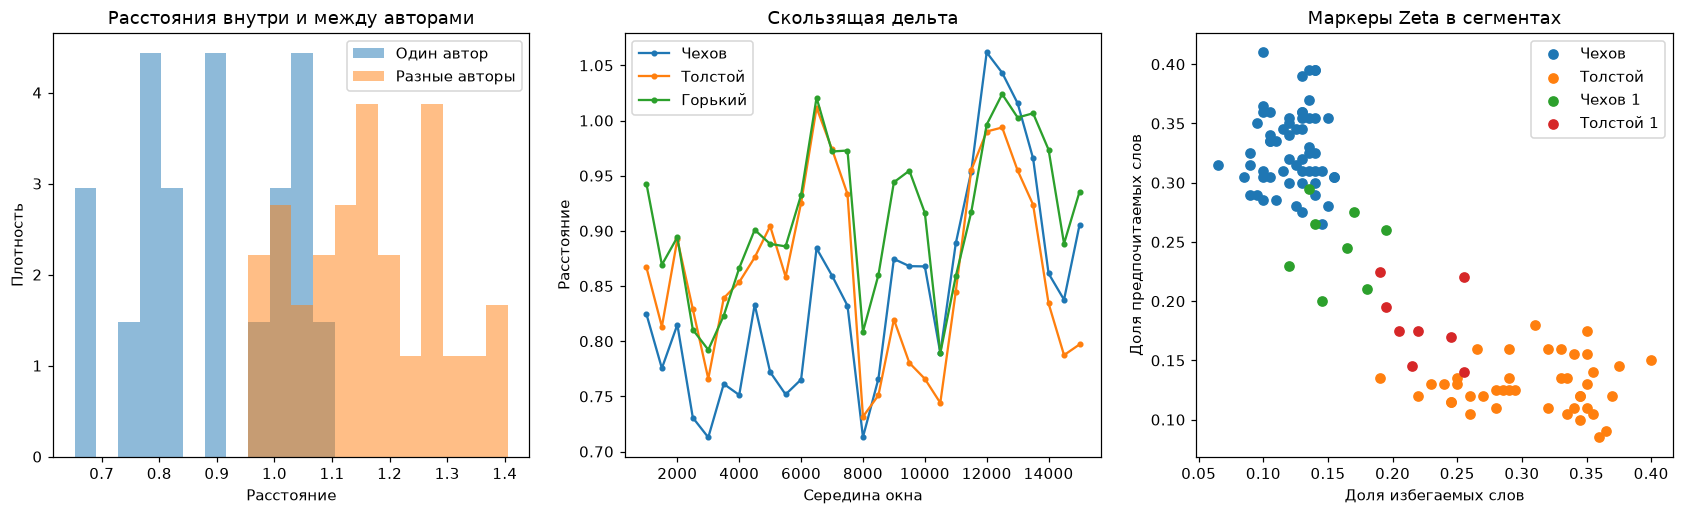 Расстояния внутри и между авторами
Один автор
Разные авторы
Плотность
0
1
2
3
4
0.7
0.8
0.9
1.0
1.1
1.2
1.3
1.4
Расстояние
Скользящая дельта
Чехов
Толстой
Горький
Расстояние
1.05
1.00
0.95
0.90
0.85
0.80
0.75
0.70
2000
4000
6000
8000
10000
12000
14000
Середина окна
Маркеры Zeta в сегментах
Чехов
Толстой
Чехов 1
Толстой 1
Доля предпочитаемых слов
0.40
0.35
0.30
0.25
0.20
0.15
0.10
0.05
0.10
0.15
0.20
0.25
0.30
0.35
0.40
Доля избегаемых слов